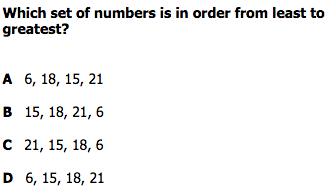 Which set of numbers is in order from least to
greatest?
A 6, 18, 15, 21
B 15, 18, 21, 6
C 21, 15, 18, 6
D 6, 15, 18, 21